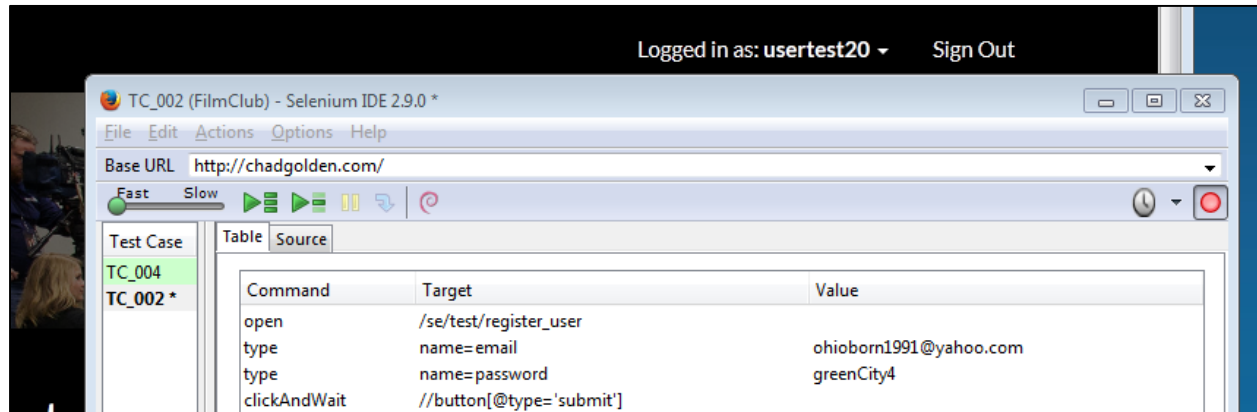 Logged in as: usertest20 Sign Out
TC_002 (FilmClub) - Selenium IDE 2.9.0 *
File Edit Actions Options Help
Base URL http://chadgolden.com/
Fast Slow
Test Case Table Source
TC_004
TC_002 *
Command Target Value
open /se/test/register_user
type name=email ohioborn1991@yahoo.com
type name=password greenCity4
clickAndWait //button[@type='submit']